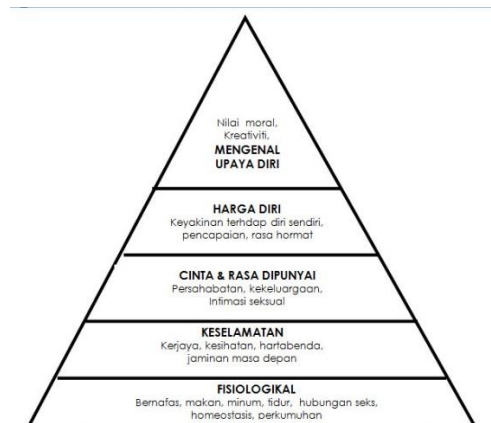 Nilai moral,
Kreativiti,
MENGENAL
UPAYA DIRI
HARGA DIRI
Keyakinan terhdap diri sendiri,
pencapaian, rasa hormat
CINTA & RASA DIPUNYAI
Persahabatan, kekeluargaan,
Intimasi seksual
KESELAMATAN
Kerjaya, kesihatan, hartabenda,
jaminan masa depan
FISIOLOGIKAL
Bernafas, makan, minum, tidur, hubungan seks,
homeostasis, perkumuhan